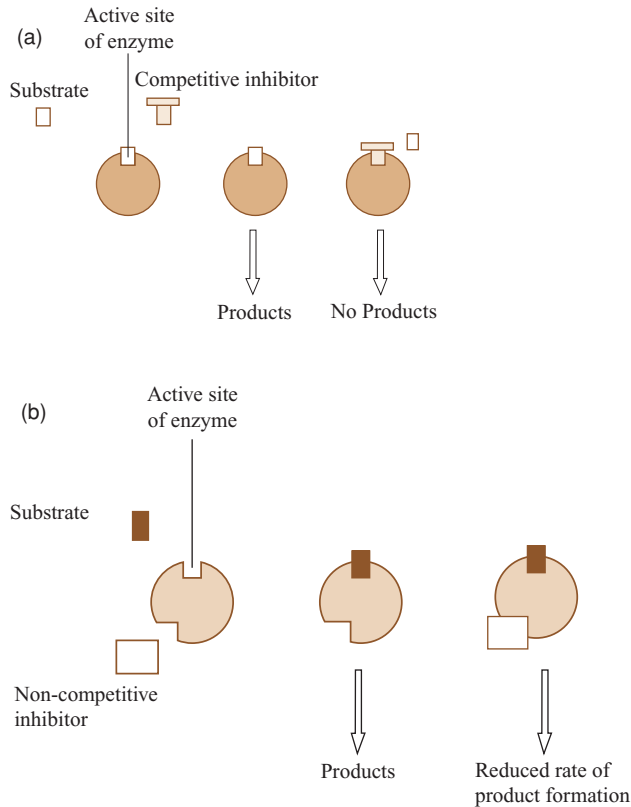 (a)
Active site
of enzyme
Substrate
Competitive inhibitor
Products
No Products
(b)
Active site
of enzyme
Substrate
Non-competitive
inhibitor
Products
Reduced rate of
product formation